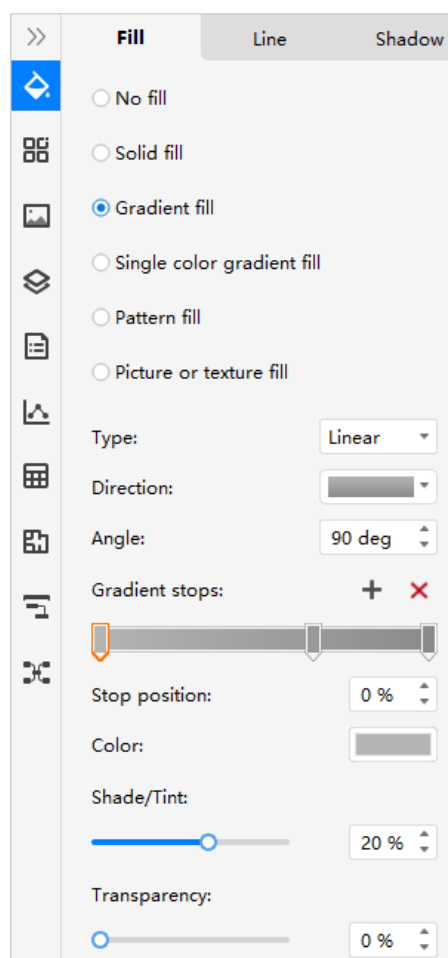 Fill Line Shadow
No fill
Solid fill
Gradient fill
Single color gradient fill
Pattern fill
Picture or texture fill
Type: Linear
Direction:
Angle: 90 deg
Gradient stops:
Stop position: 0 %
Color:
Shade/Tint:
20 %
Transparency:
0 %